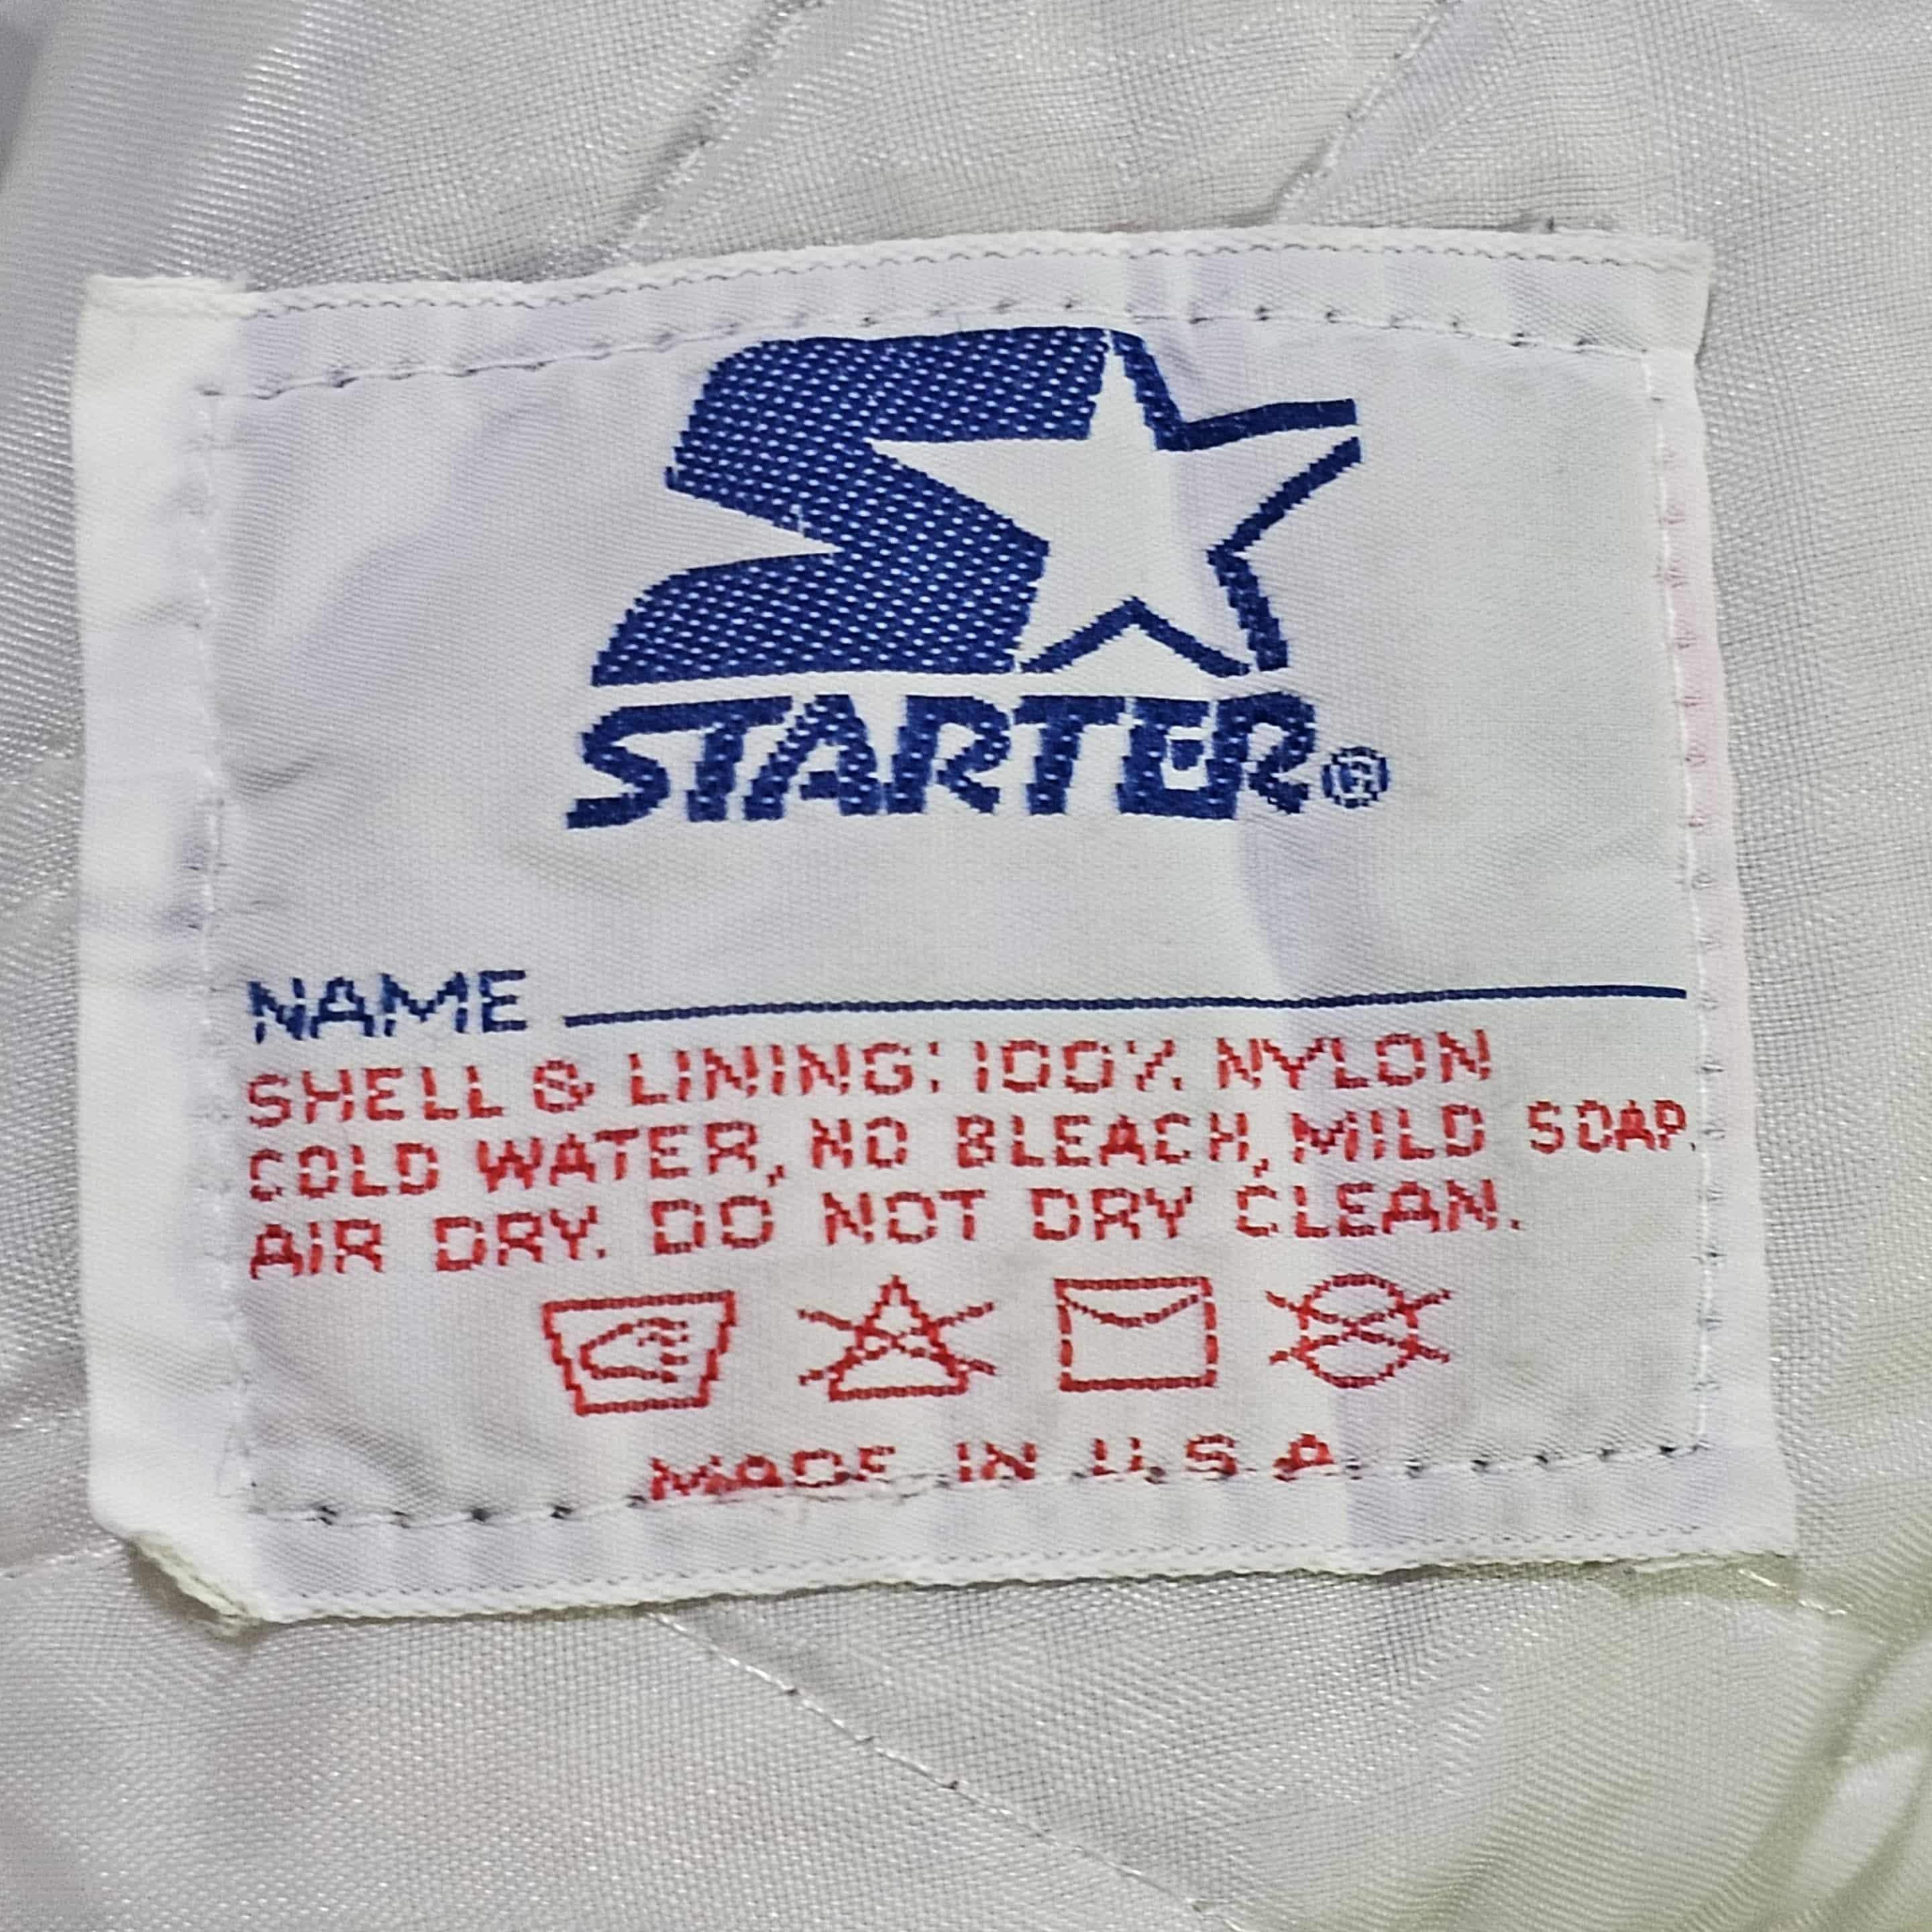 STARTER®
NAME
SHELL & LINING: 100% NYLON
COLD WATER, NO BLEACH, MILD SOAP.
AIR DRY. DO NOT DRY CLEAN.
MADE IN U.S.A.